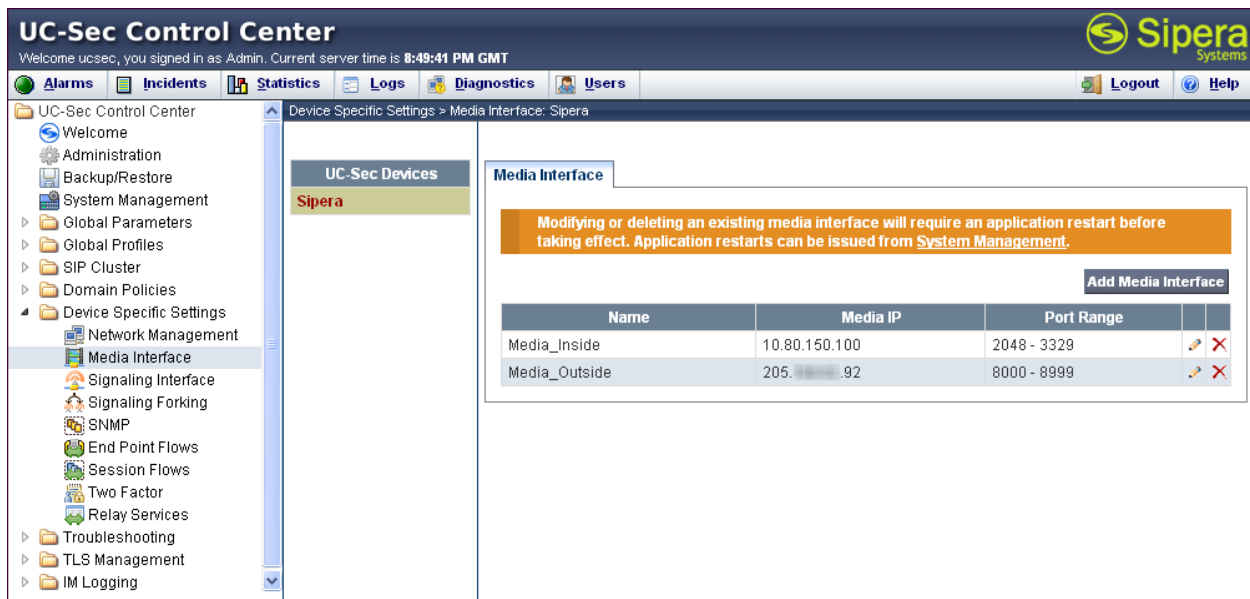 UC-Sec Control Center
Sipera
Systems
Welcome ucsec, you signed in as Admin. Current server time is 8:49:41 PM GMT
Alarms Incidents Statistics Logs Diagnostics Users Logout Help
UC-Sec Control Center
Welcome
Administration
Backup/Restore
System Management
Global Parameters
Global Profiles
SIP Cluster
Domain Policies
Device Specific Settings
Network Management
Media Interface
Signaling Interface
Signaling Forking
SNMP
End Point Flows
Session Flows
Two Factor
Relay Services
Troubleshooting
TLS Management
IM Logging
Device Specific Settings > Media Interface: Sipera
UC-Sec Devices
Sipera
Media Interface
Modifying or deleting an existing media interface will require an application restart before
taking effect. Application restarts can be issued from System Management.
Add Media Interface
Name Media IP Port Range
Media_Inside 10.80.150.100 2048 - 3329
Media_Outside 205. .92 8000 - 8999